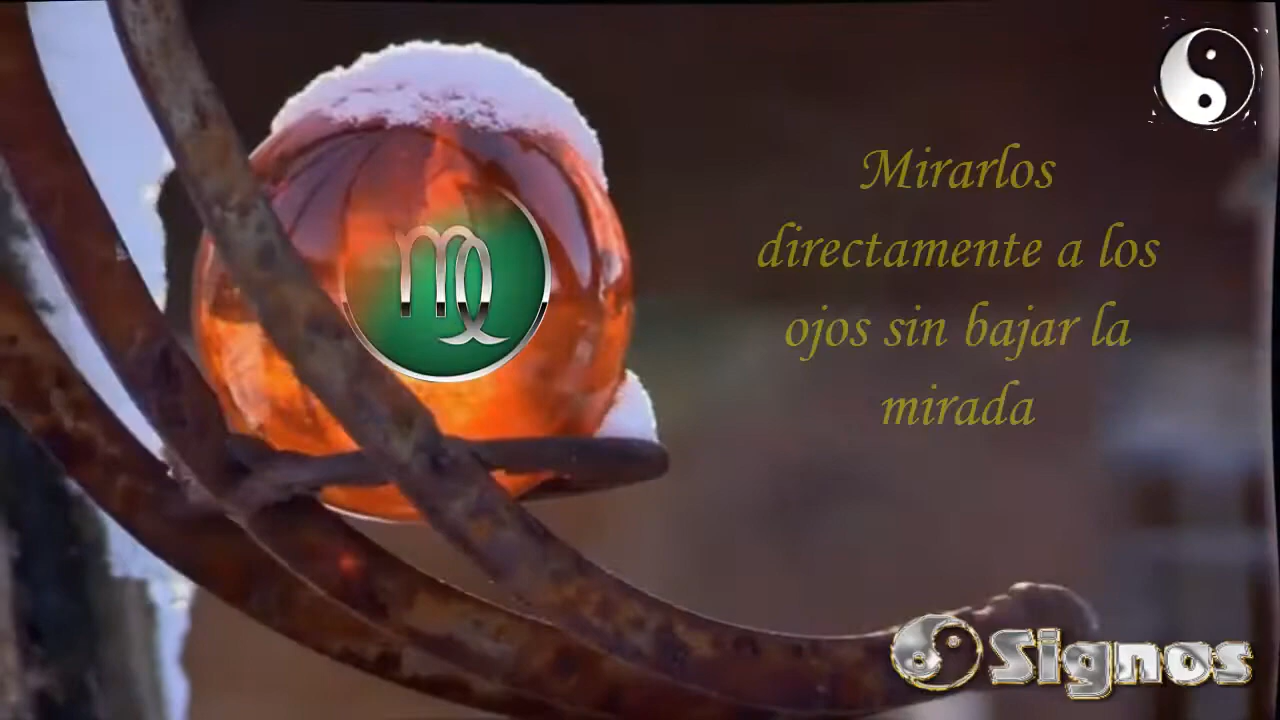 Mirarlos
directamente a los
ojos sin bajar la
mirada
Signos